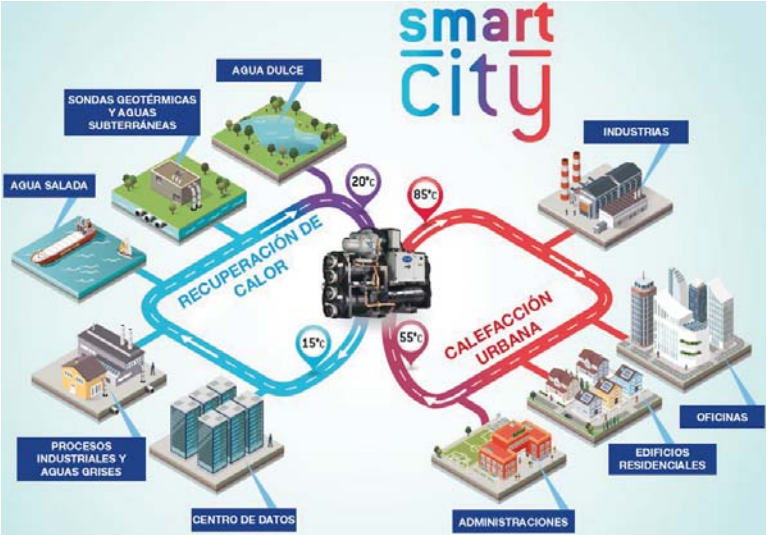 smart
city
AGUA DULCE
SONDAS GEOTÉRMICAS
Y AGUAS
SUBTERRÁNEAS
AGUA SALADA
INDUSTRIAS
20°C
85°C
RECUPERACIÓN DE
CALOR
CALEFACCIÓN
URBANA
15°C
55°C
PROCESOS
INDUSTRIALES Y
AGUAS GRISES
CENTRO DE DATOS
ADMINISTRACIONES
EDIFICIOS
RESIDENCIALES
OFICINAS